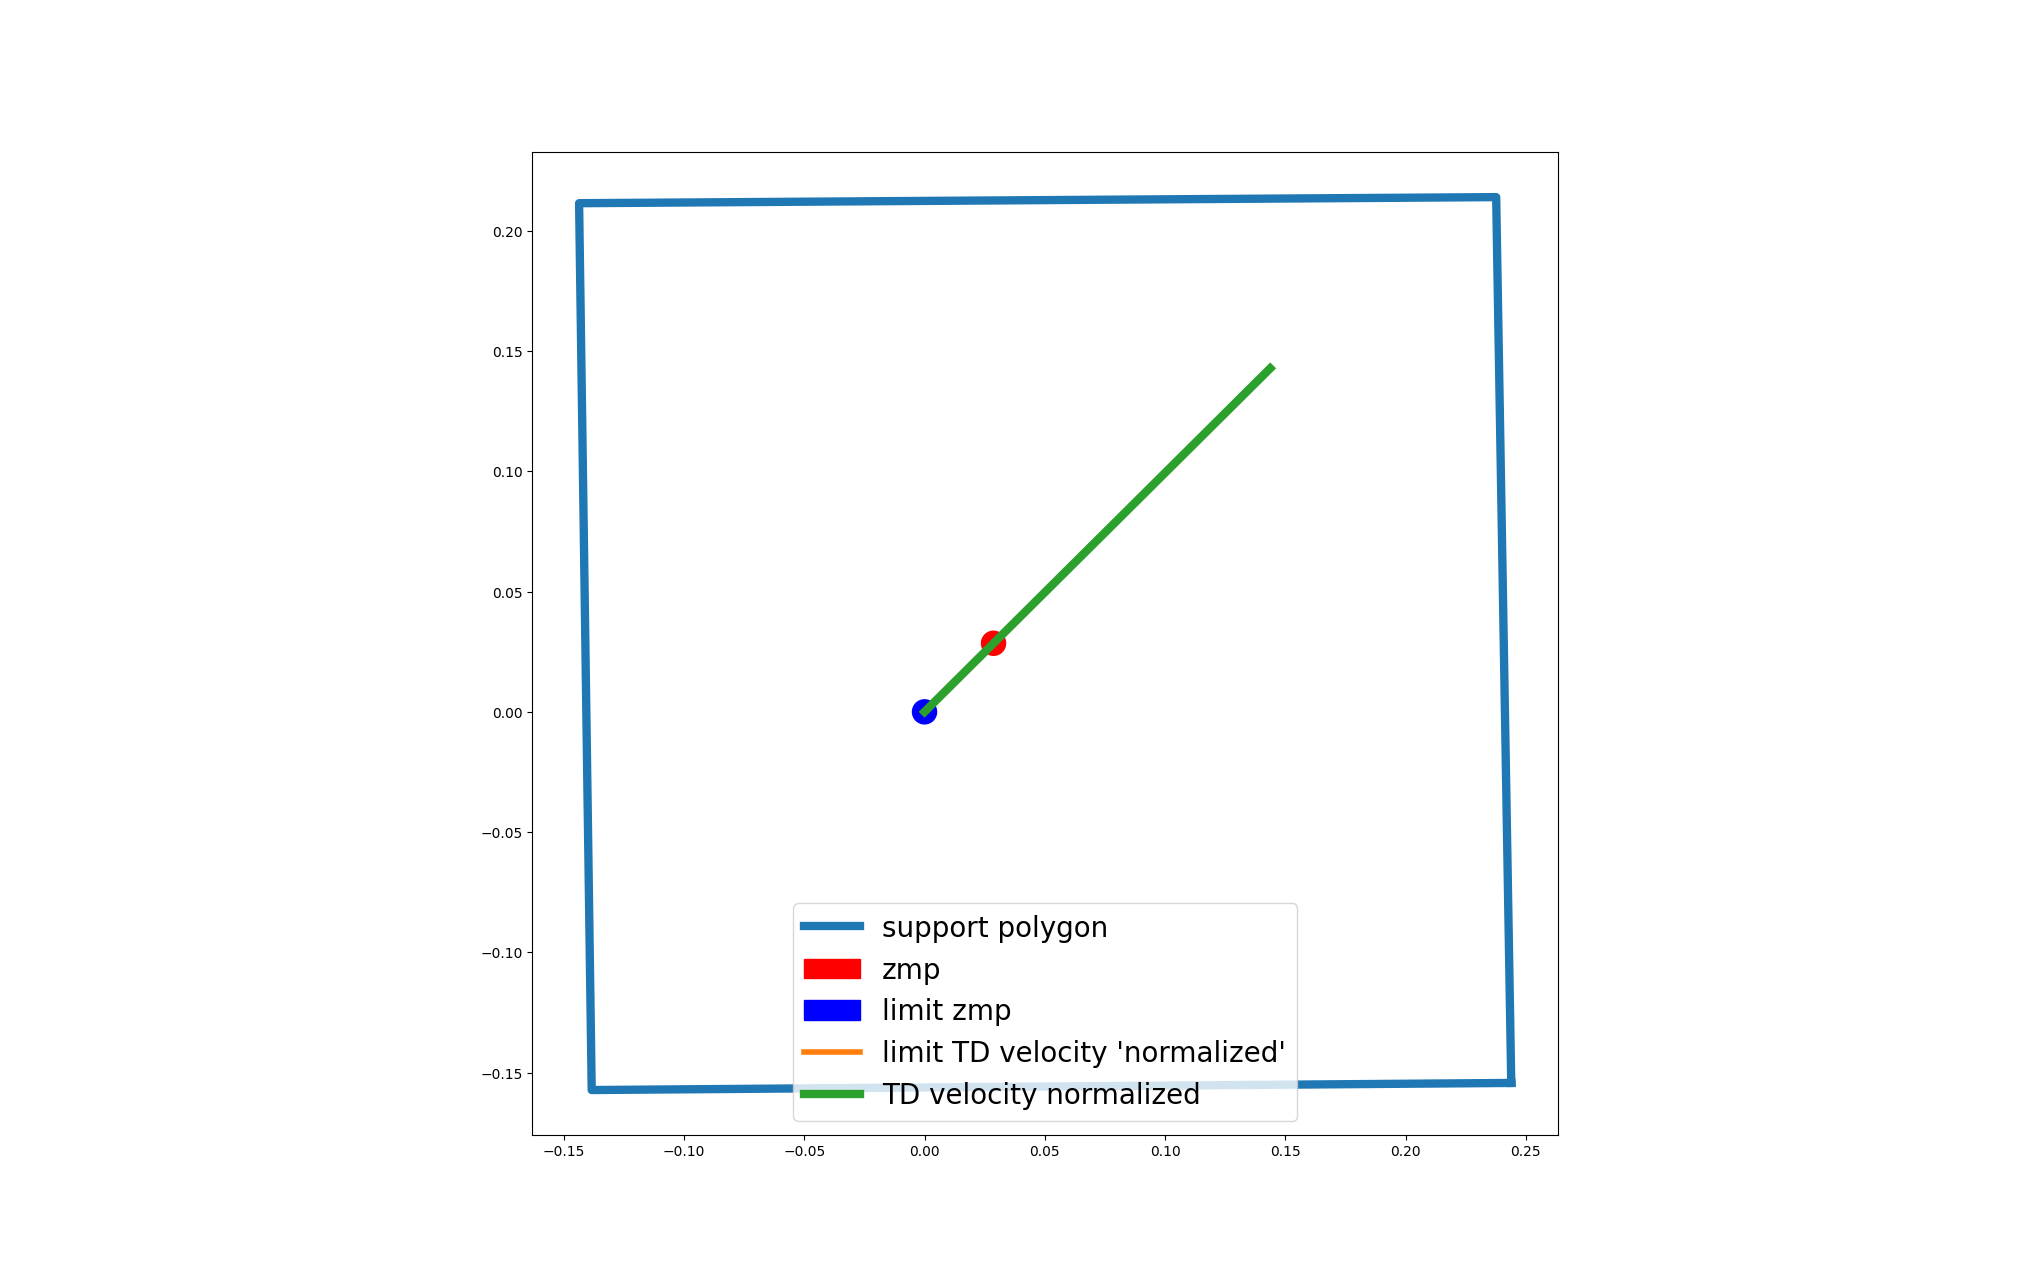 0.20
0.15
0.10
0.05
0.00
−0.05
−0.10
−0.15
support polygon
zmp
limit zmp
limit TD velocity 'normalized'
TD velocity normalized
−0.15 −0.10 −0.05 0.00 0.05 0.10 0.15 0.20 0.25